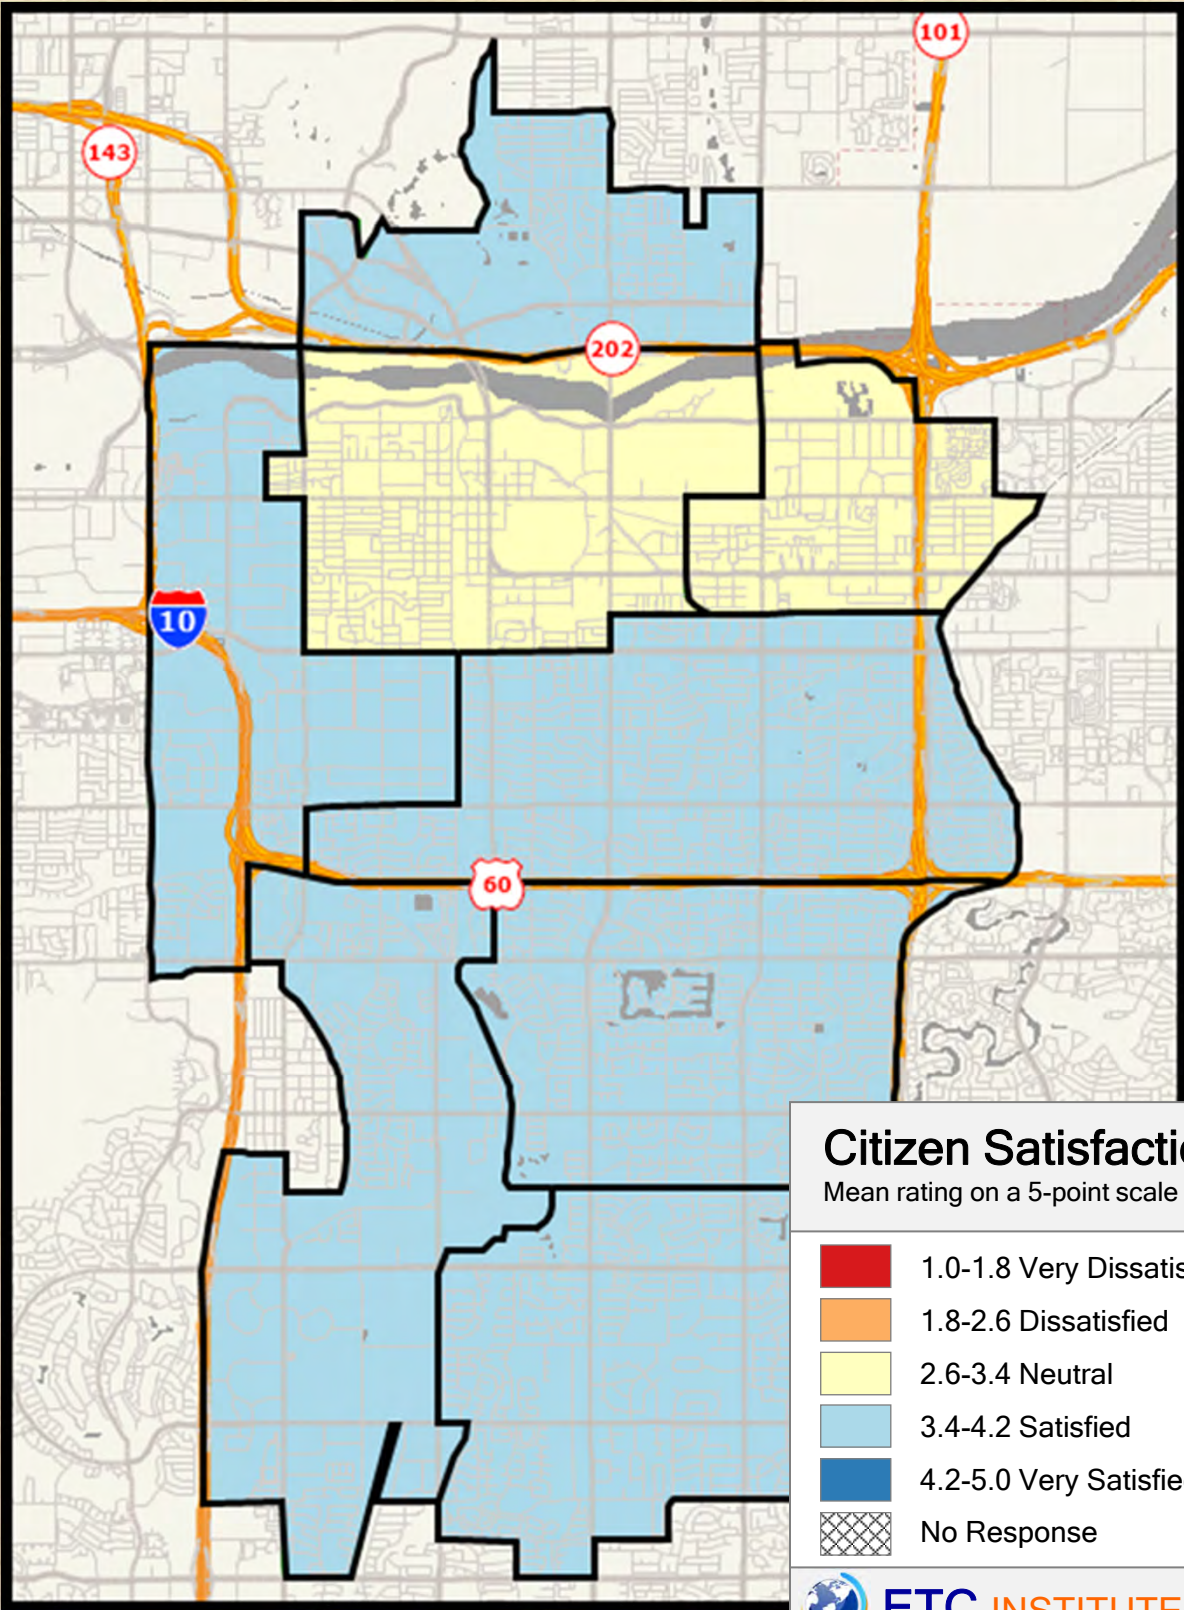 101
143
202
10
60
Citizen Satisfactio
Mean rating on a 5-point scale
1.0-1.8 Very Dissatis
1.8-2.6 Dissatisfied
2.6-3.4 Neutral
3.4-4.2 Satisfied
4.2-5.0 Very Satisfie
No Response
ETC INSTITUTE